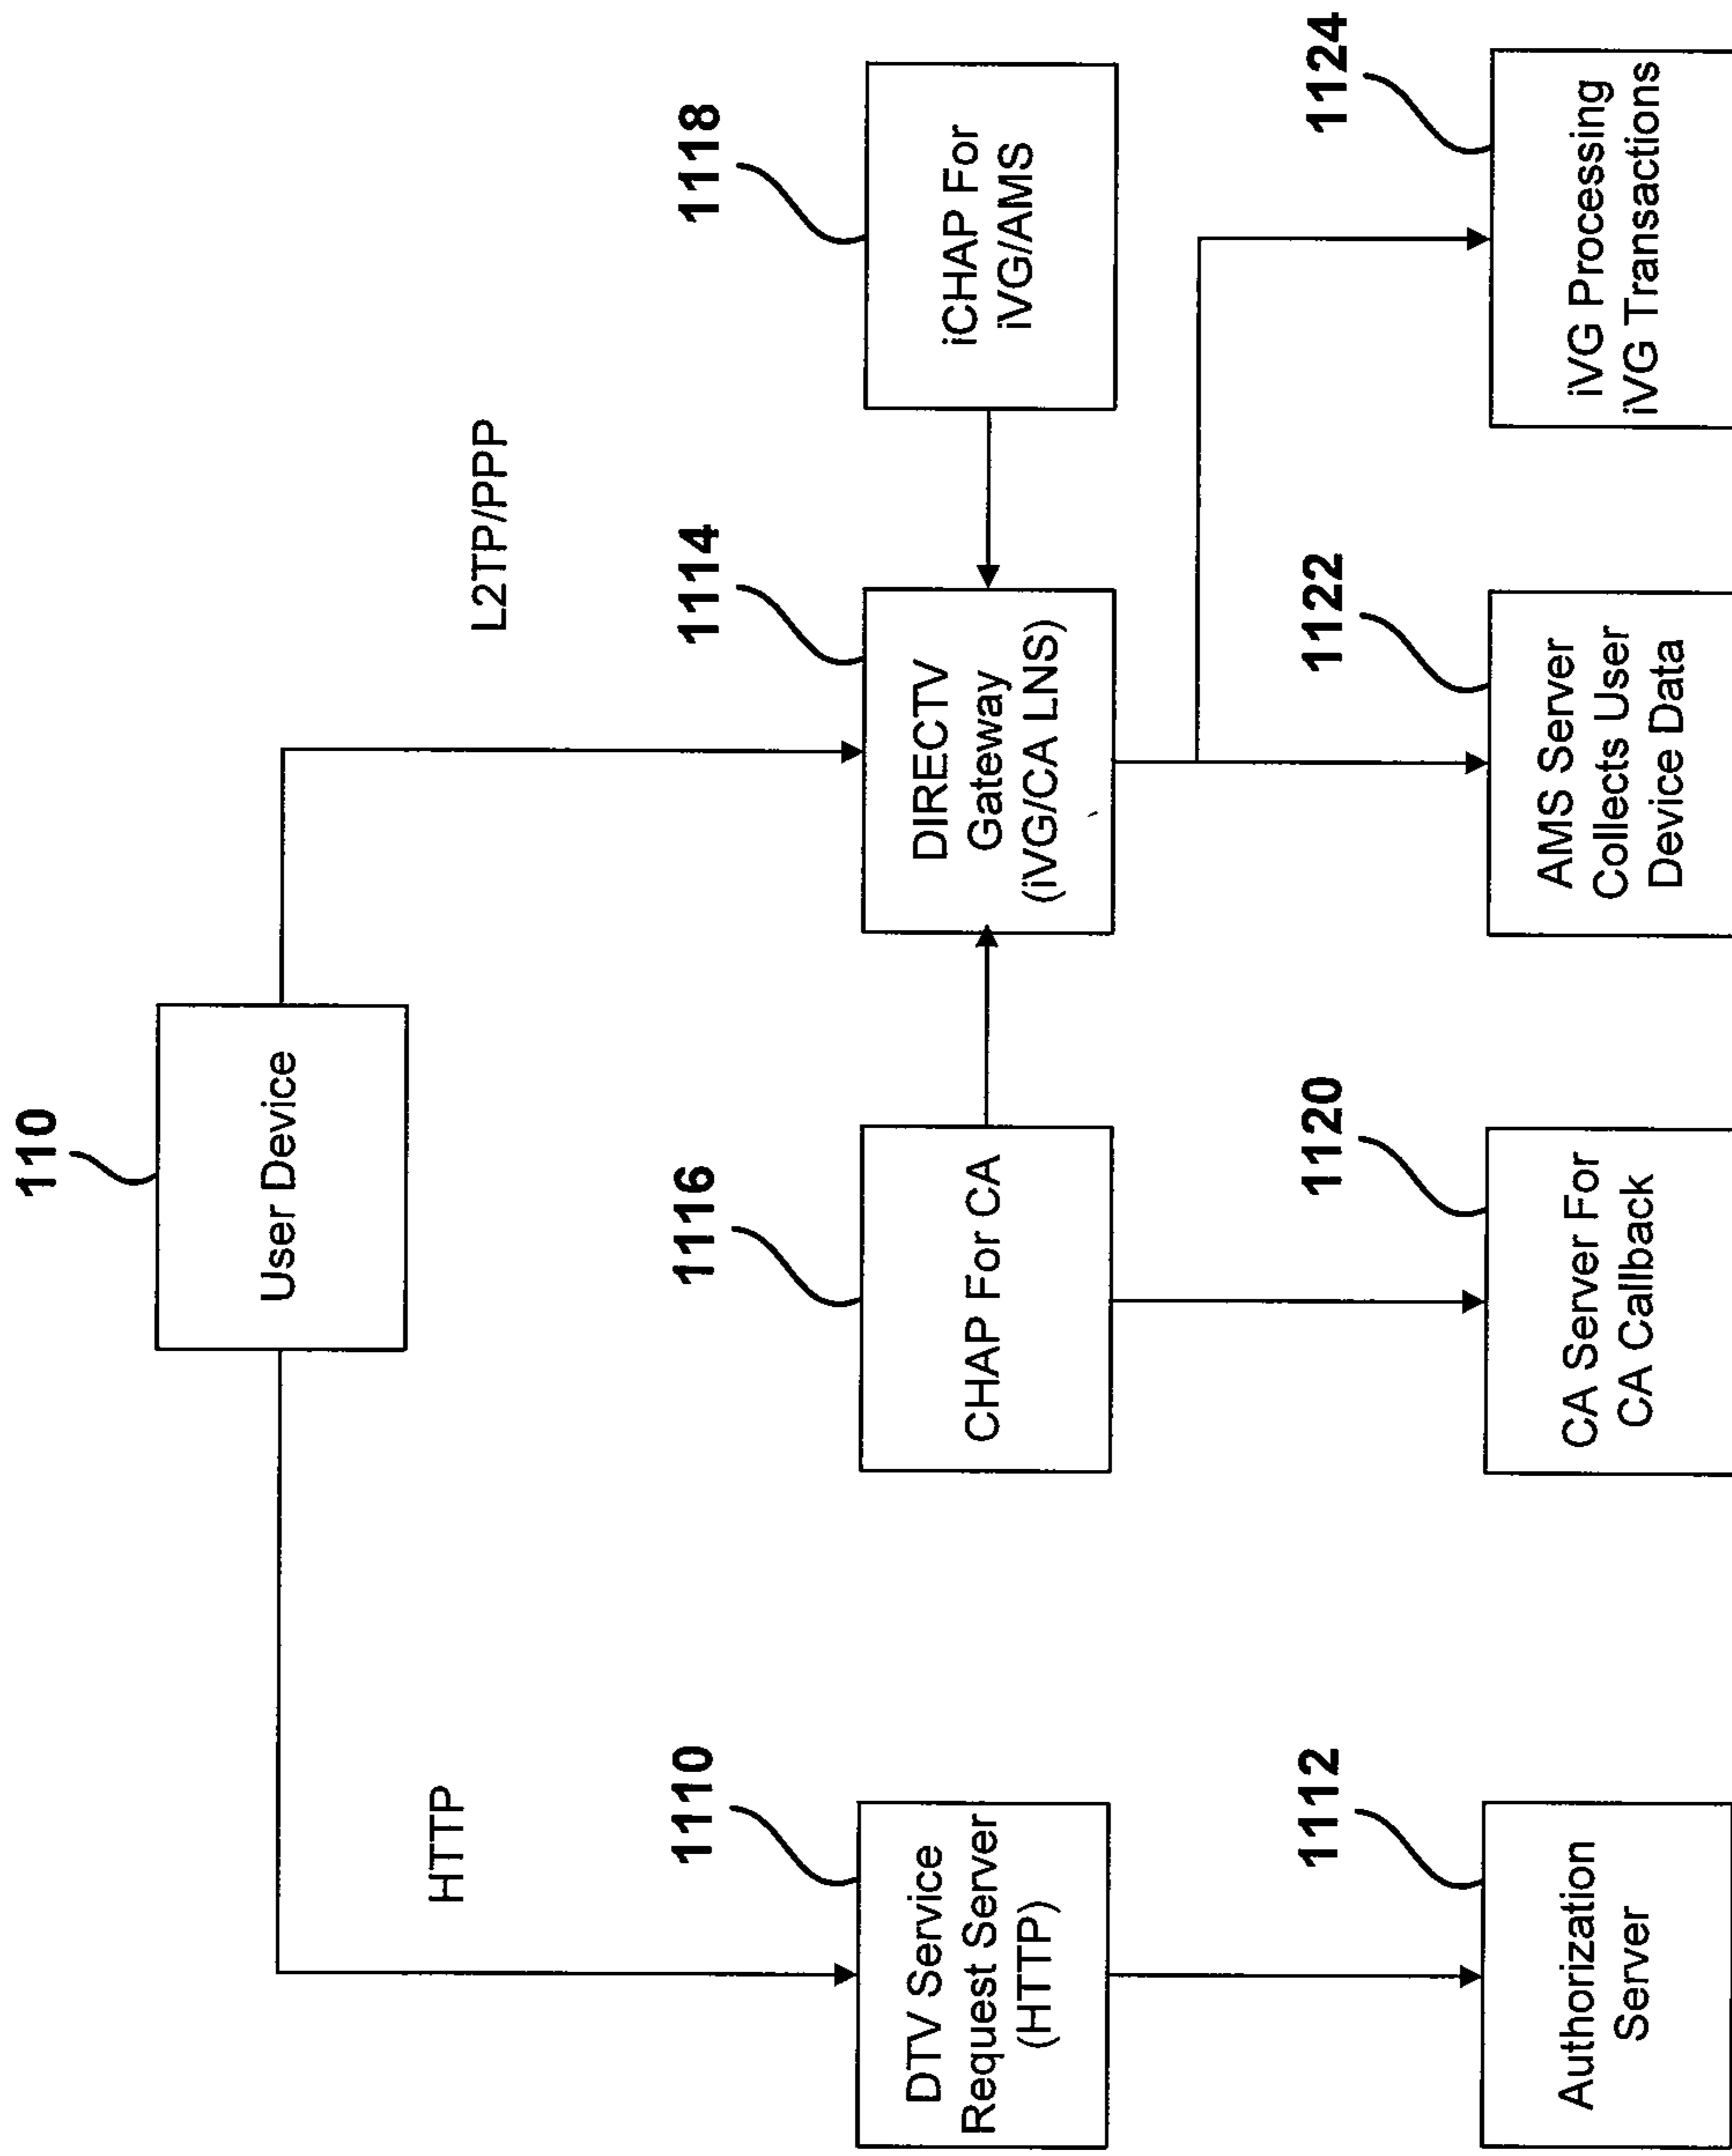 110
User Device
HTTP
L2TP/PPP
1110
DTV Service
Request Server
(HTTP)
1116
CHAP For CA
1114
DIRECTV
Gateway
(iVG/CA LNS)
1118
iCHAP For
iVG/AMS
1112
Authorization
Server
1120
CA Server For
CA Callback
1122
AMS Server
Collects User
Device Data
1124
iVG Processing
iVG Transactions